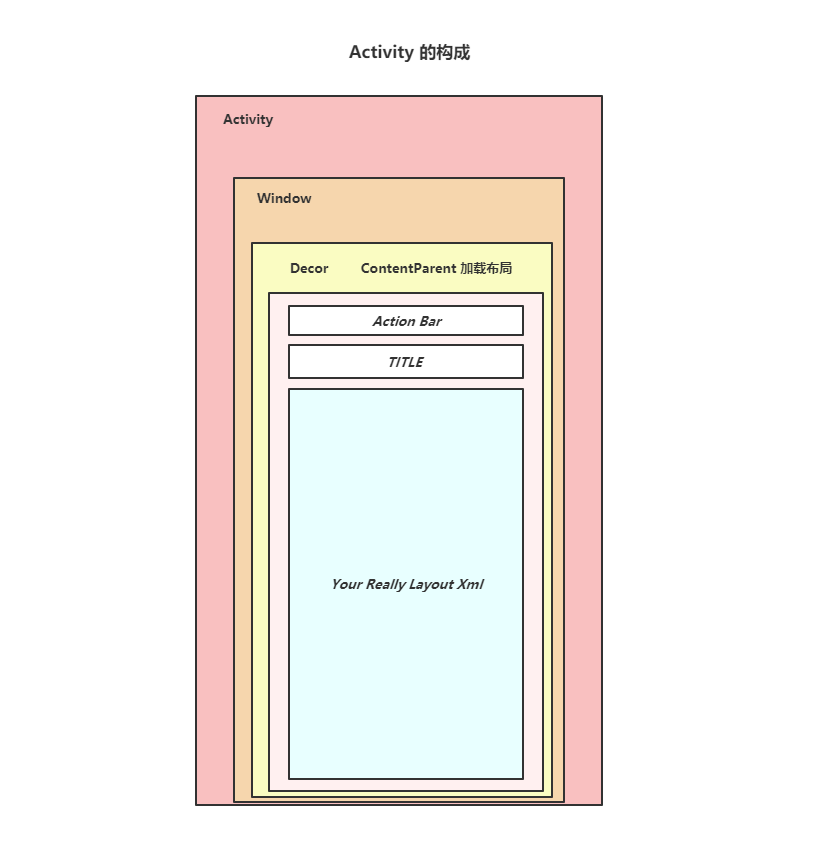 Activity 的构成
Activity
Window
Decor
ContentParent 加载布局
Action Bar
TITLE
Your Really Layout Xml